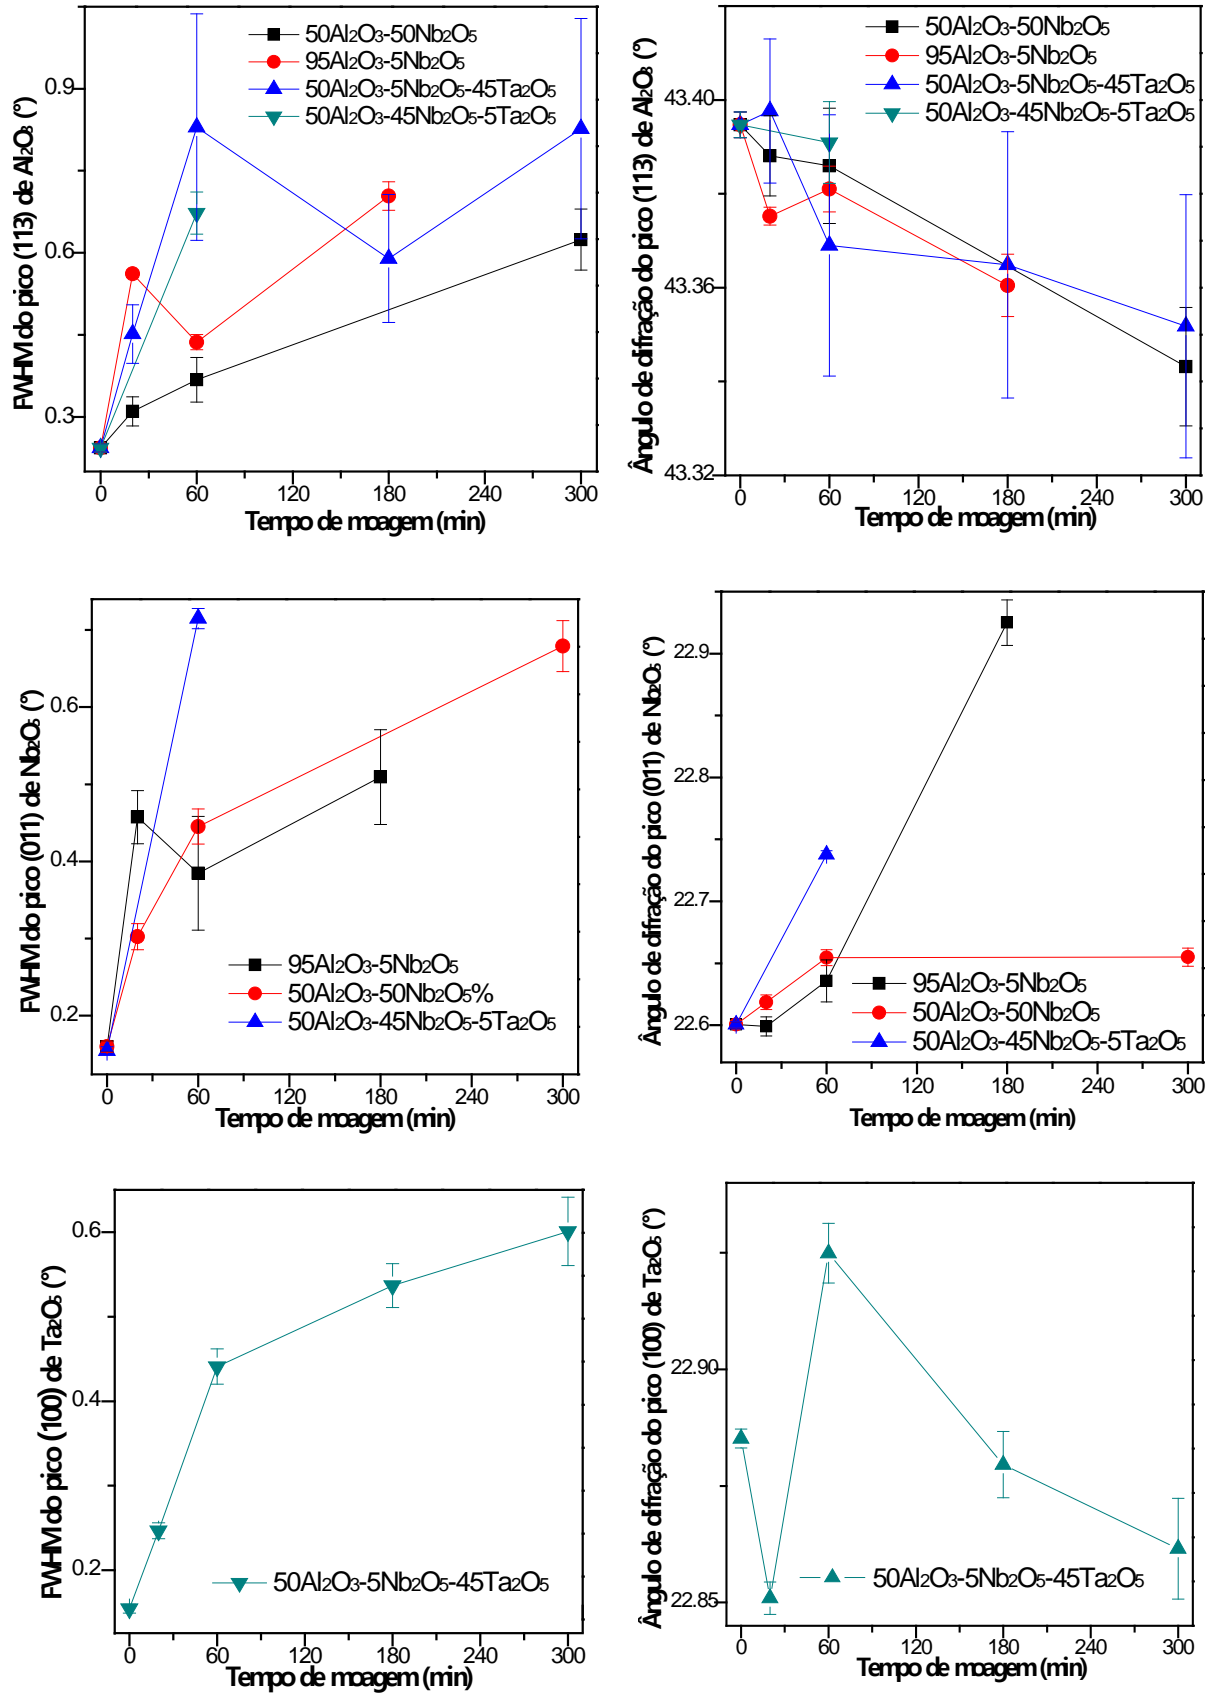 50Al₂O₃-50Nb₂O₅
95Al₂O₃-5Nb₂O₅
50Al₂O₃-5Nb₂O₅-45Ta₂O₅
50Al₂O₃-45Nb₂O₅-5Ta₂O₅
FWHM do pico (113) de Al₂O₃ (°)
0.9
0.6
0.3
0 60 120 180 240 300
Tempo de moagem (min)
50Al₂O₃-50Nb₂O₅
95Al₂O₃-5Nb₂O₅
50Al₂O₃-5Nb₂O₅-45Ta₂O₅
50Al₂O₃-45Nb₂O₅-5Ta₂O₅
Ângulo de difração do pico (113) de Al₂O₃ (°)
43.40
43.36
43.32
0 60 120 180 240 300
Tempo de moagem (min)
FWHM do pico (011) de Nb₂O₅ (°)
0.6
0.4
0.2
95Al₂O₃-5Nb₂O₅
50Al₂O₃-50Nb₂O₅%
50Al₂O₃-45Nb₂O₅-5Ta₂O₅
0 60 120 180 240 300
Tempo de moagem (min)
Ângulo de difração do pico (011) de Nb₂O₅ (°)
22.9
22.8
22.7
22.6
95Al₂O₃-5Nb₂O₅
50Al₂O₃-50Nb₂O₅
50Al₂O₃-45Nb₂O₅-5Ta₂O₅
0 60 120 180 240 300
Tempo de moagem (min)
FWHM do pico (100) de Ta₂O₅ (°)
0.6
0.4
0.2
50Al₂O₃-5Nb₂O₅-45Ta₂O₅
0 60 120 180 240 300
Tempo de moagem (min)
Ângulo de difração do pico (100) de Ta₂O₅ (°)
22.90
22.85
50Al₂O₃-5Nb₂O₅-45Ta₂O₅
0 60 120 180 240 300
Tempo de moagem (min)